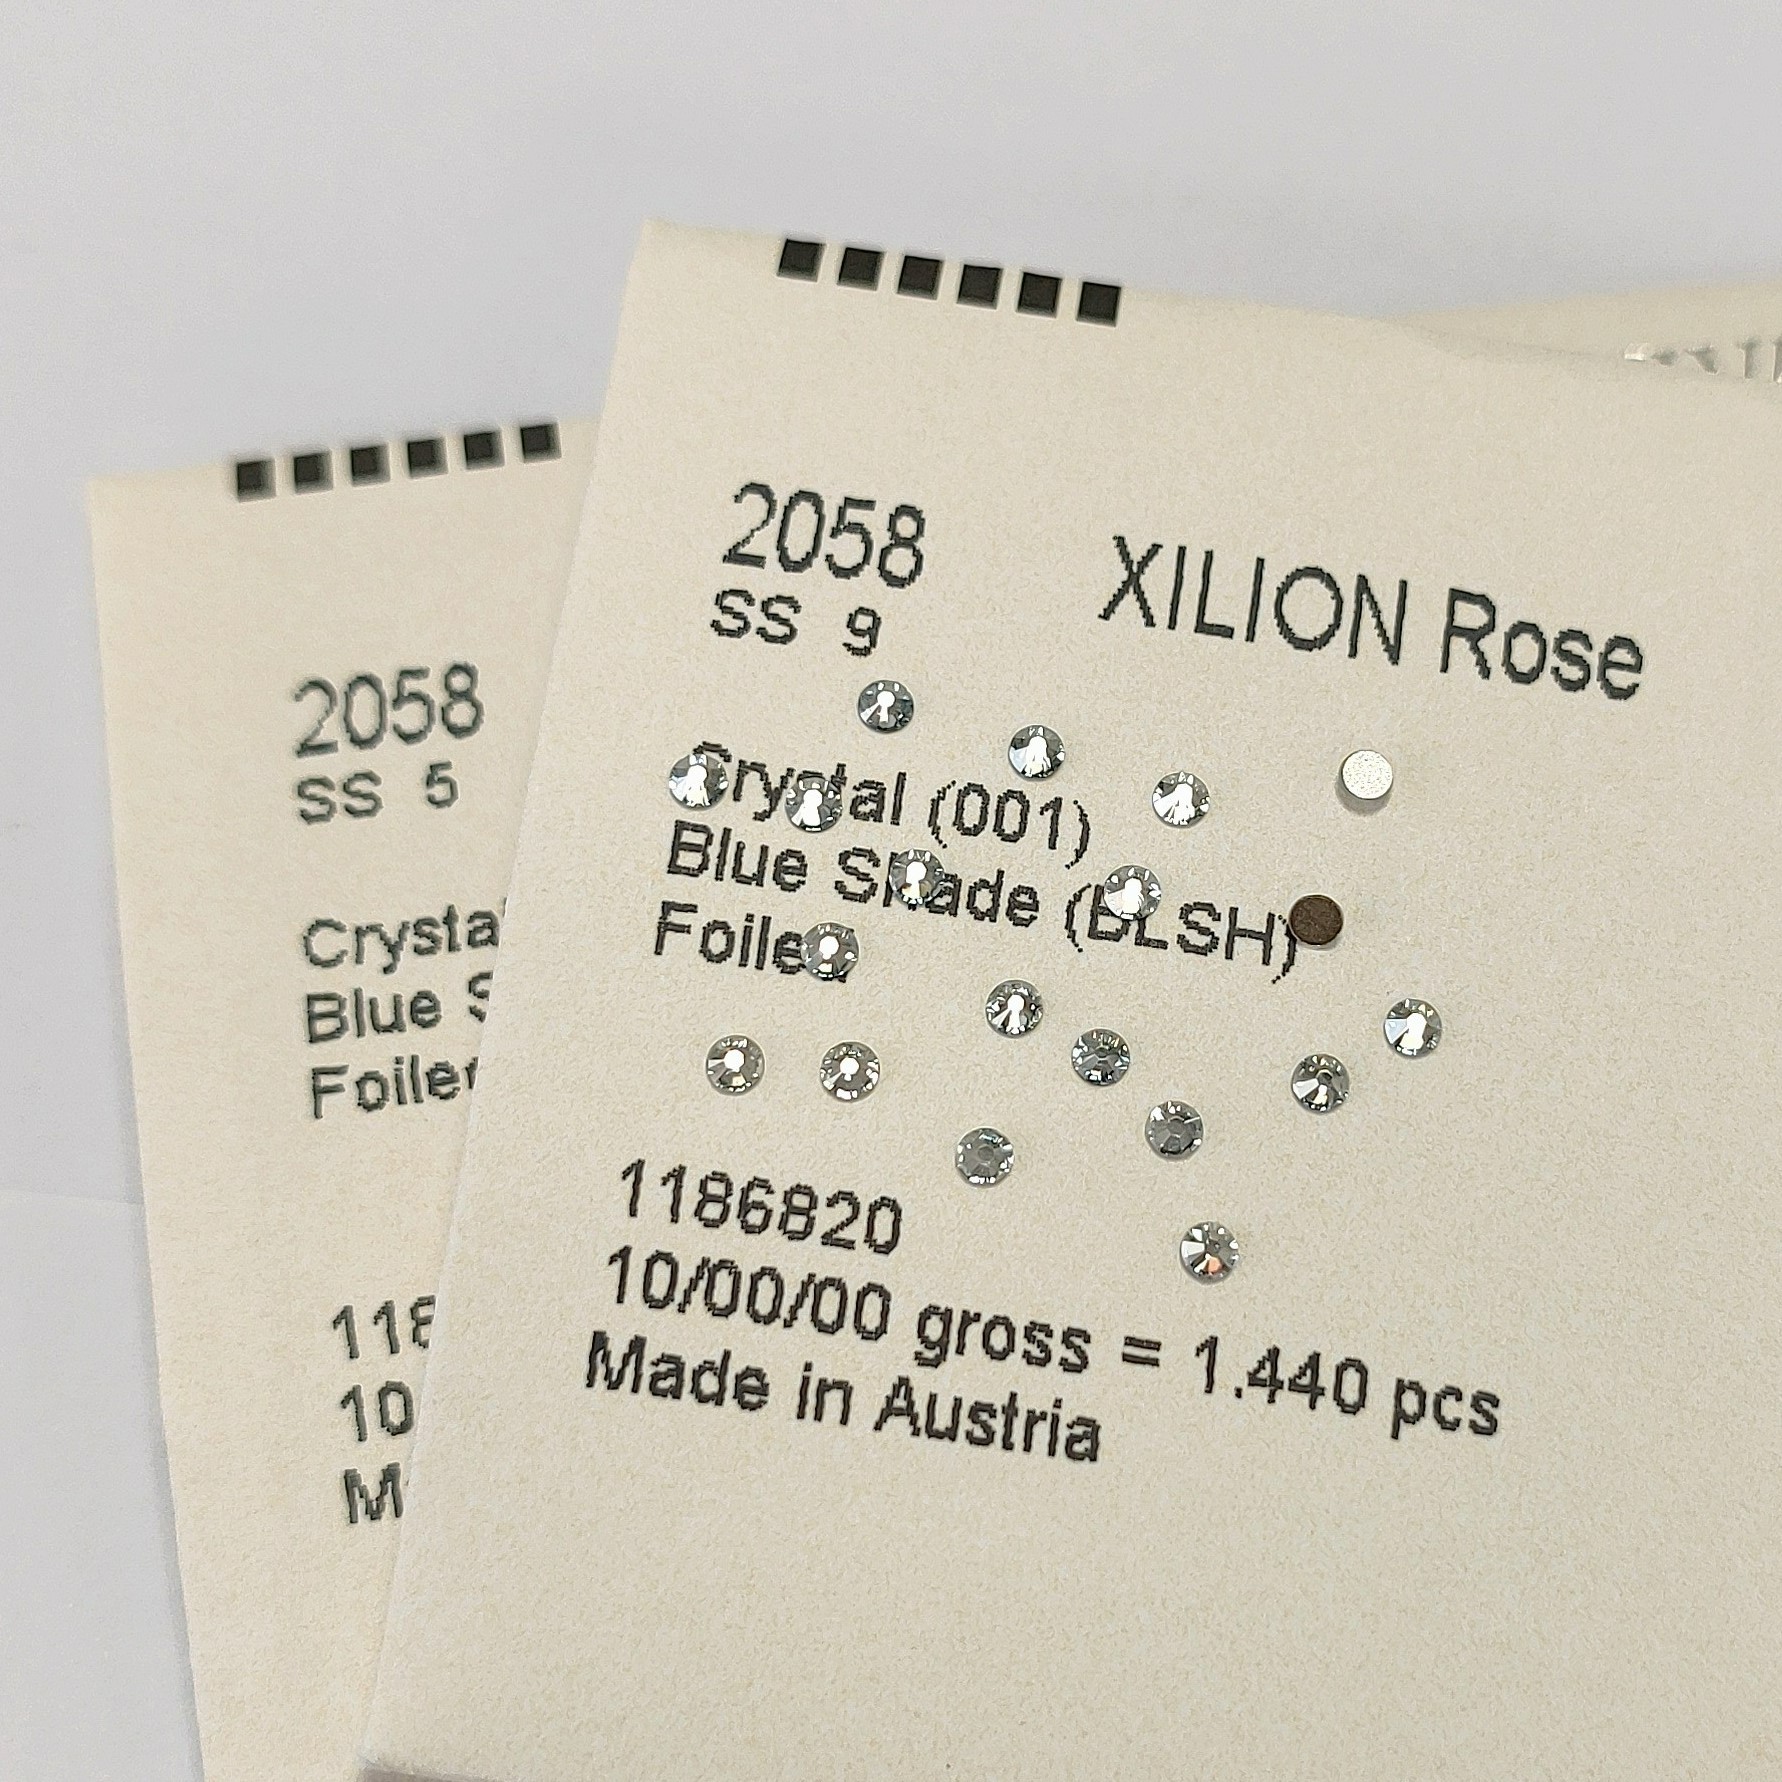 2058 XILION Rose
SS 9
Crystal (001)
Blue Shade (BLSH)
Foiled
1186820
10/00/00 gross = 1.440 pcs
Made in Austria
2058
SS 5
Crysta
Blue S
Foile
118
10
M